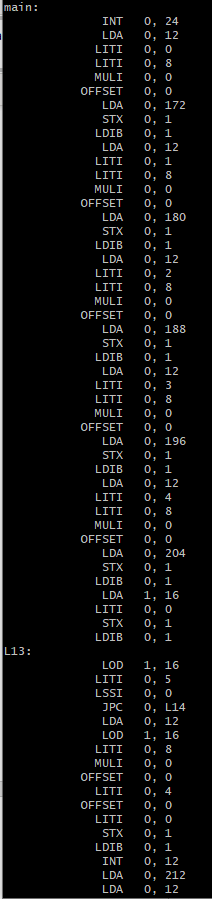 main:
INT 0, 24
LDA 0, 12
LITI 0, 0
LITI 0, 8
MULI 0, 0
OFFSET 0, 0
LDA 0, 172
STX 0, 1
LDIB 0, 1
LDA 0, 12
LITI 0, 1
LITI 0, 8
MULI 0, 0
OFFSET 0, 0
LDA 0, 180
STX 0, 1
LDIB 0, 1
LDA 0, 12
LITI 0, 2
LITI 0, 8
MULI 0, 0
OFFSET 0, 0
LDA 0, 188
STX 0, 1
LDIB 0, 1
LDA 0, 12
LITI 0, 3
LITI 0, 8
MULI 0, 0
OFFSET 0, 0
LDA 0, 196
STX 0, 1
LDIB 0, 1
LDA 0, 12
LITI 0, 4
LITI 0, 8
MULI 0, 0
OFFSET 0, 0
LDA 0, 204
STX 0, 1
LDIB 0, 1
LDA 1, 16
LITI 0, 0
STX 0, 1
LDIB 0, 1
L13:
LOD 1, 16
LITI 0, 5
LSSI 0, 0
JPC 0, L14
LDA 0, 12
LOD 1, 16
LITI 0, 8
MULI 0, 0
OFFSET 0, 0
LITI 0, 4
OFFSET 0, 0
LITI 0, 0
STX 0, 1
LDIB 0, 1
INT 0, 12
LDA 0, 212
LDA 0, 12